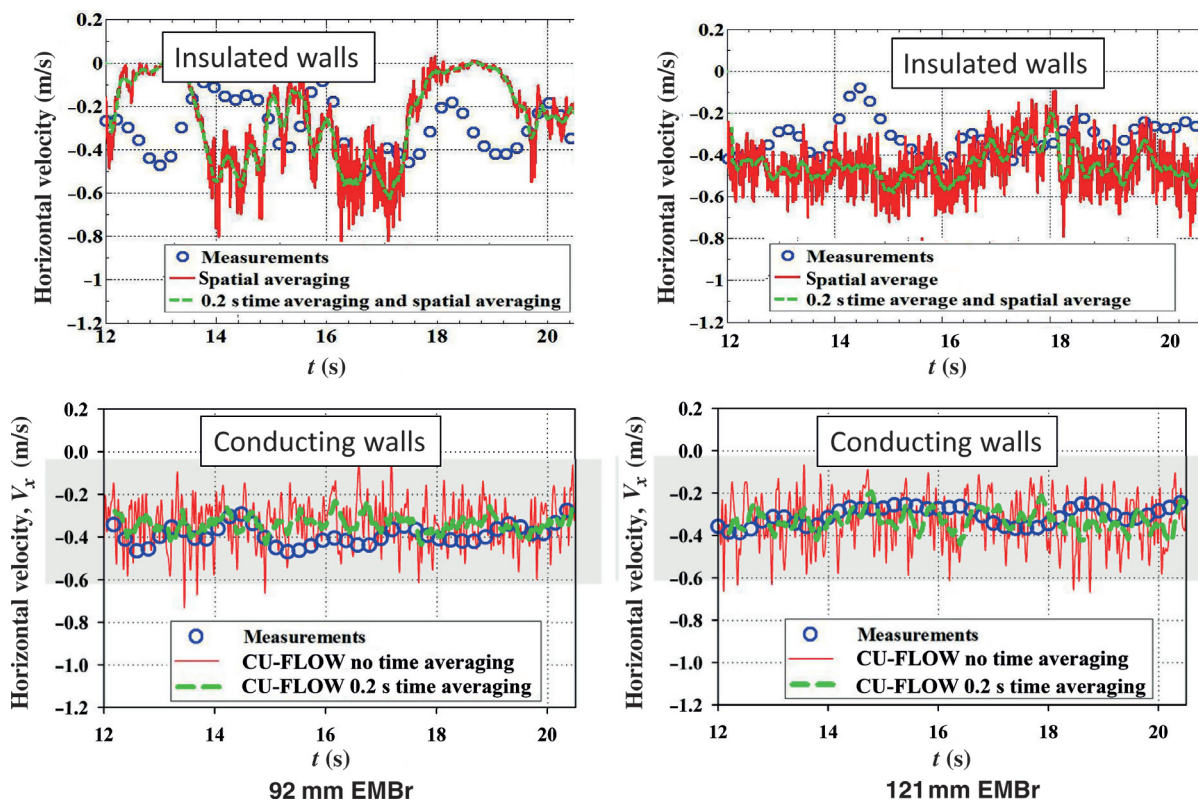 Insulated walls
Horizontal velocity (m/s)
0.2
0
−0.2
−0.4
−0.6
−0.8
−1
−1.2
Measurements
Spatial averaging
0.2 s time averaging and spatial averaging
12 14 16 18 20
t (s)
Insulated walls
Horizontal velocity (m/s)
0.2
0
−0.2
−0.4
−0.6
−0.8
−1
−1.2
Measurements
Spatial average
0.2 s time average and spatial average
12 14 16 18 20
t (s)
Conducting walls
Horizontal velocity, Vx (m/s)
0.2
0.0
−0.2
−0.4
−0.6
−0.8
−1.0
−1.2
Measurements
CU-FLOW no time averaging
CU-FLOW 0.2 s time averaging
12 14 16 18 20
t (s)
92 mm EMBr
Conducting walls
Horizontal velocity, Vx (m/s)
0.2
0.0
−0.2
−0.4
−0.6
−0.8
−1.0
−1.2
Measurements
CU-FLOW no time averaging
CU-FLOW 0.2 s time averaging
12 14 16 18 20
t (s)
121 mm EMBr